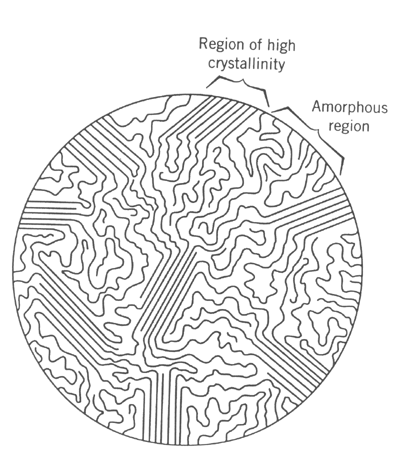 Region of high
crystallinity
Amorphous
region